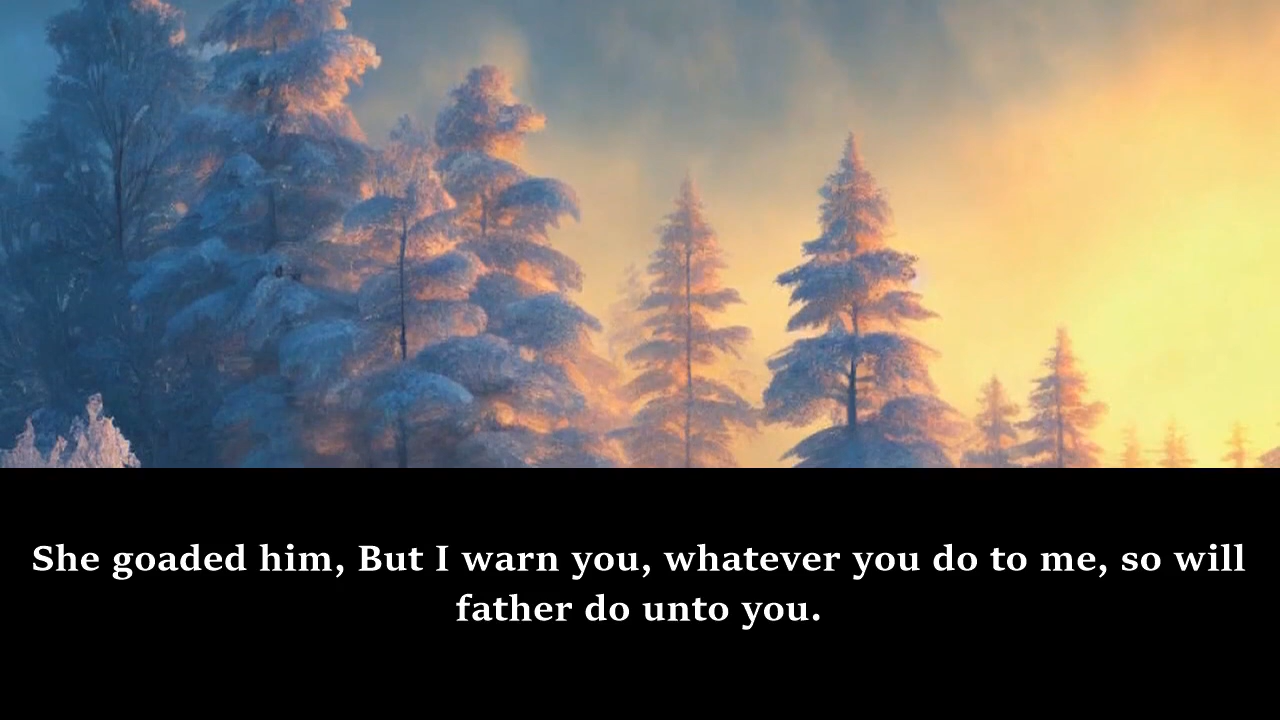 She goaded him, But I warn you, whatever you do to me, so will
father do unto you.